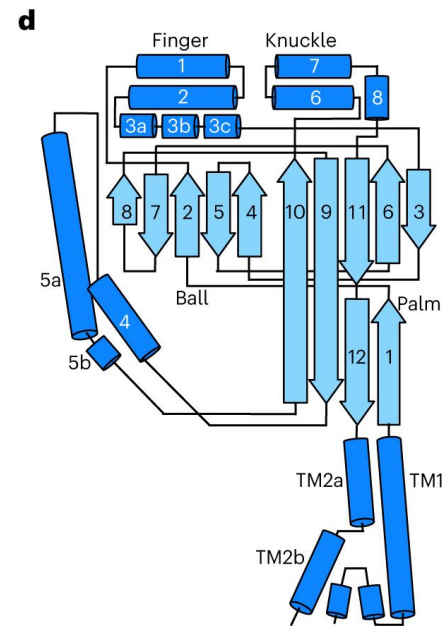 d
Finger Knuckle
1 7
2 6 8
3a 3b 3c
8 7 2 5 4 10 9 11 6 3
5a
Ball Palm
4
5b
12 1
TM2a TM1
TM2b